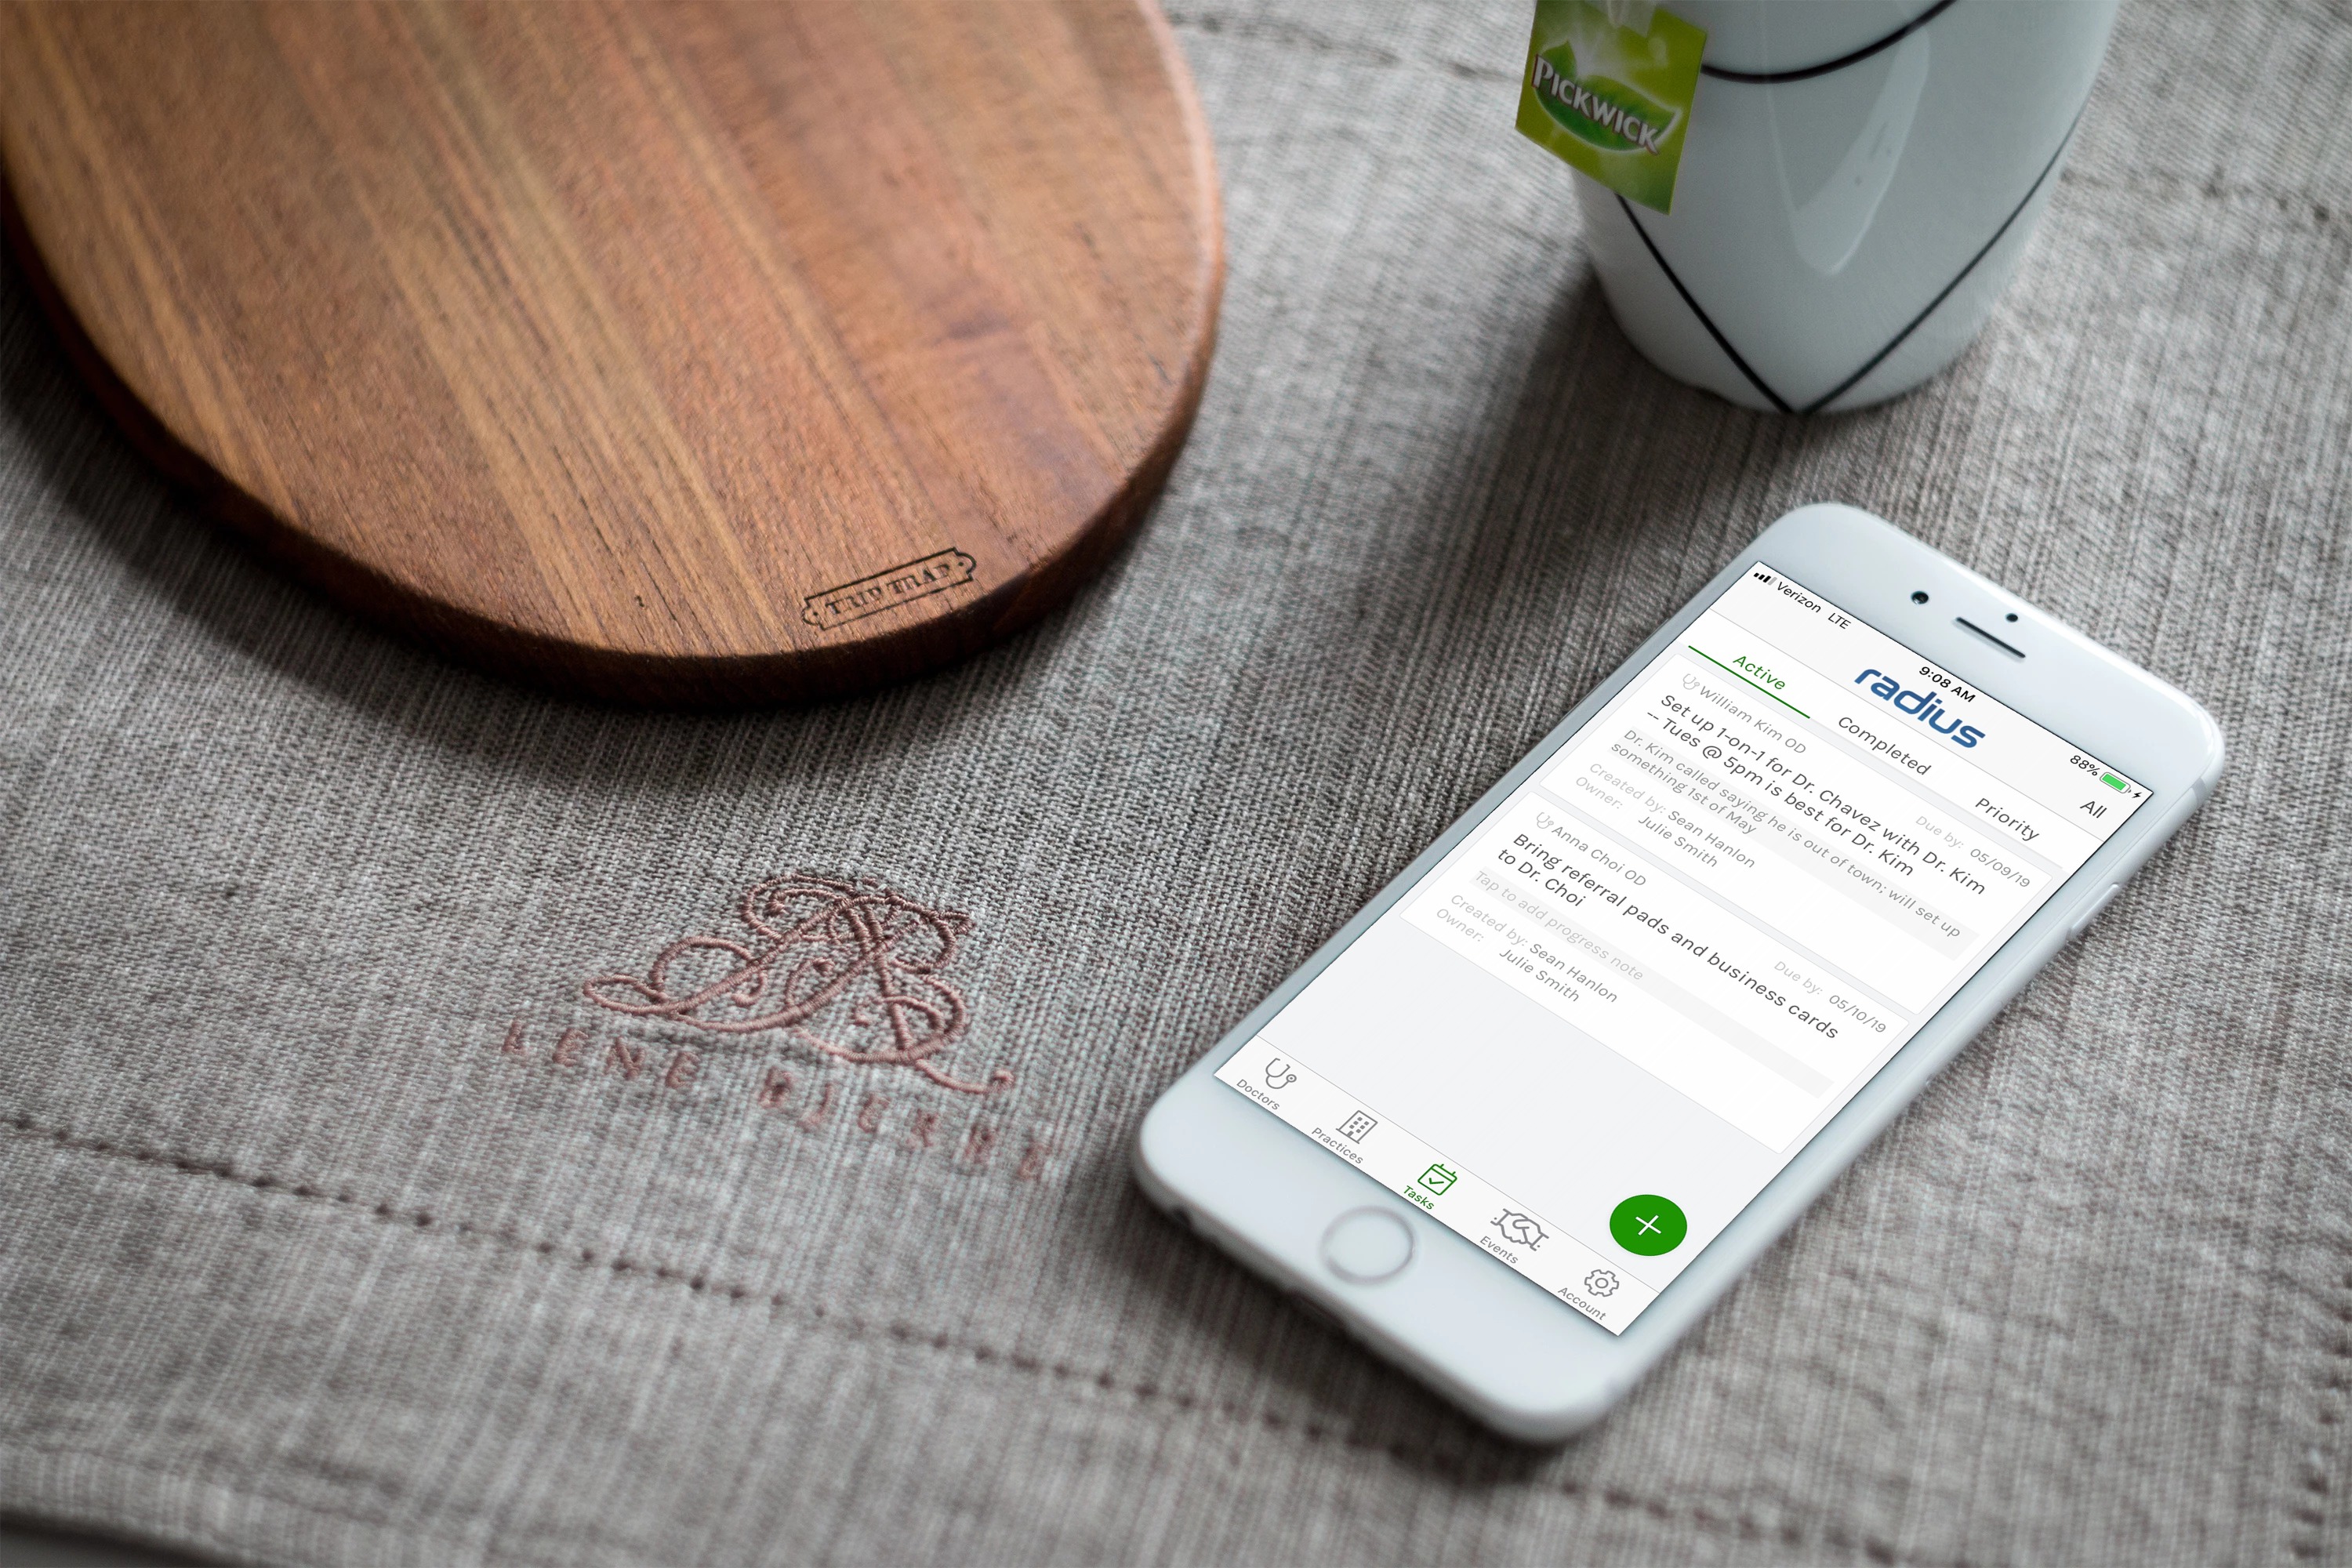 PICKWICK
TRIP TRAP
LENE BJERRE
Verizon LTE
9:08 AM
88%
radius
Active
Completed
Priority
All
William Kim OD
Due by: 05/09/19
Set up 1-on-1 for Dr. Chavez with Dr. Kim
-- Tues @ 5pm is best for Dr. Kim
Dr. Kim called saying he is out of town; will set up
something 1st of May
Created by: Sean Hanlon
Owner: Julie Smith
Anna Choi OD
Due by: 05/10/19
Bring referral pads and business cards
to Dr. Choi
Tap to add progress note
Created by: Sean Hanlon
Owner: Julie Smith
Doctors
Practices
Tasks
Events
Account